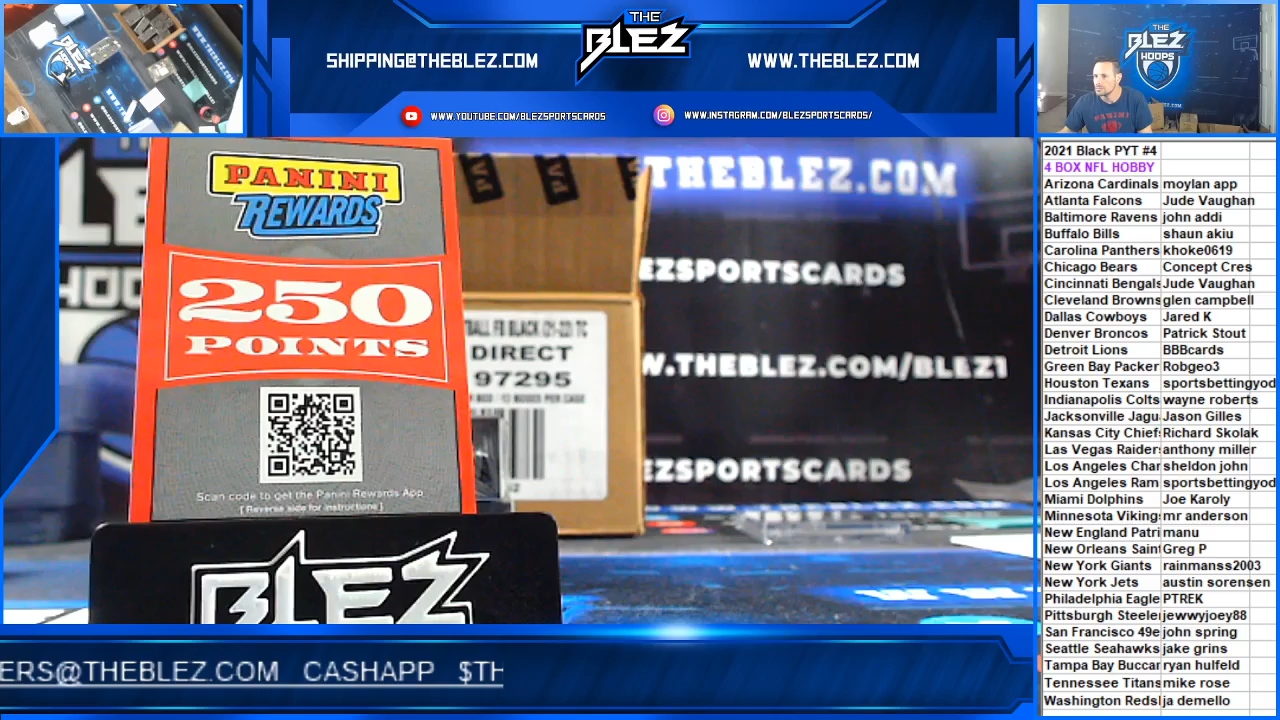 THE
BLEZ
SHIPPING@THEBLEZ.COM
WWW.THEBLEZ.COM
WWW.YOUTUBE.COM/BLEZSPORTSCARDS
WWW.INSTAGRAM.COM/BLEZSPORTSCARDS/
THE
BLEZ
HOOPS
PANINI
REWARDS
250
POINTS
Scan code to get the Panini Rewards App
[ Reverse side for instructions ]
TBALL FB BLACK (21-22) TC
DIRECT
97295
THEBLEZ.COM
EZSPORTSCARDS
W.THEBLEZ.COM/BLEZ1
EZSPORTSCARDS
BLEZ
ERS@THEBLEZ.COM CASHAPP $TH
2021 Black PYT #4
4 BOX NFL HOBBY
Arizona Cardinals moylan app
Atlanta Falcons Jude Vaughan
Baltimore Ravens john addi
Buffalo Bills shaun akiu
Carolina Panthers khoke0619
Chicago Bears Concept Cres
Cincinnati Bengals Jude Vaughan
Cleveland Browns glen campbell
Dallas Cowboys Jared K
Denver Broncos Patrick Stout
Detroit Lions BBBcards
Green Bay Packer Robgeo3
Houston Texans sportsbettingyod
Indianapolis Colts wayne roberts
Jacksonville Jagu Jason Gilles
Kansas City Chief Richard Skolak
Las Vegas Raider anthony miller
Los Angeles Char sheldon john
Los Angeles Ram sportsbettingyod
Miami Dolphins Joe Karoly
Minnesota Viking mr anderson
New England Patri manu
New Orleans Saint Greg P
New York Giants rainmanss2003
New York Jets austin sorensen
Philadelphia Eagle PTREK
Pittsburgh Steele jewwyjoey88
San Francisco 49e john spring
Seattle Seahawks jake grins
Tampa Bay Buccar ryan hulfeld
Tennessee Titans mike rose
Washington Redsl ja demello